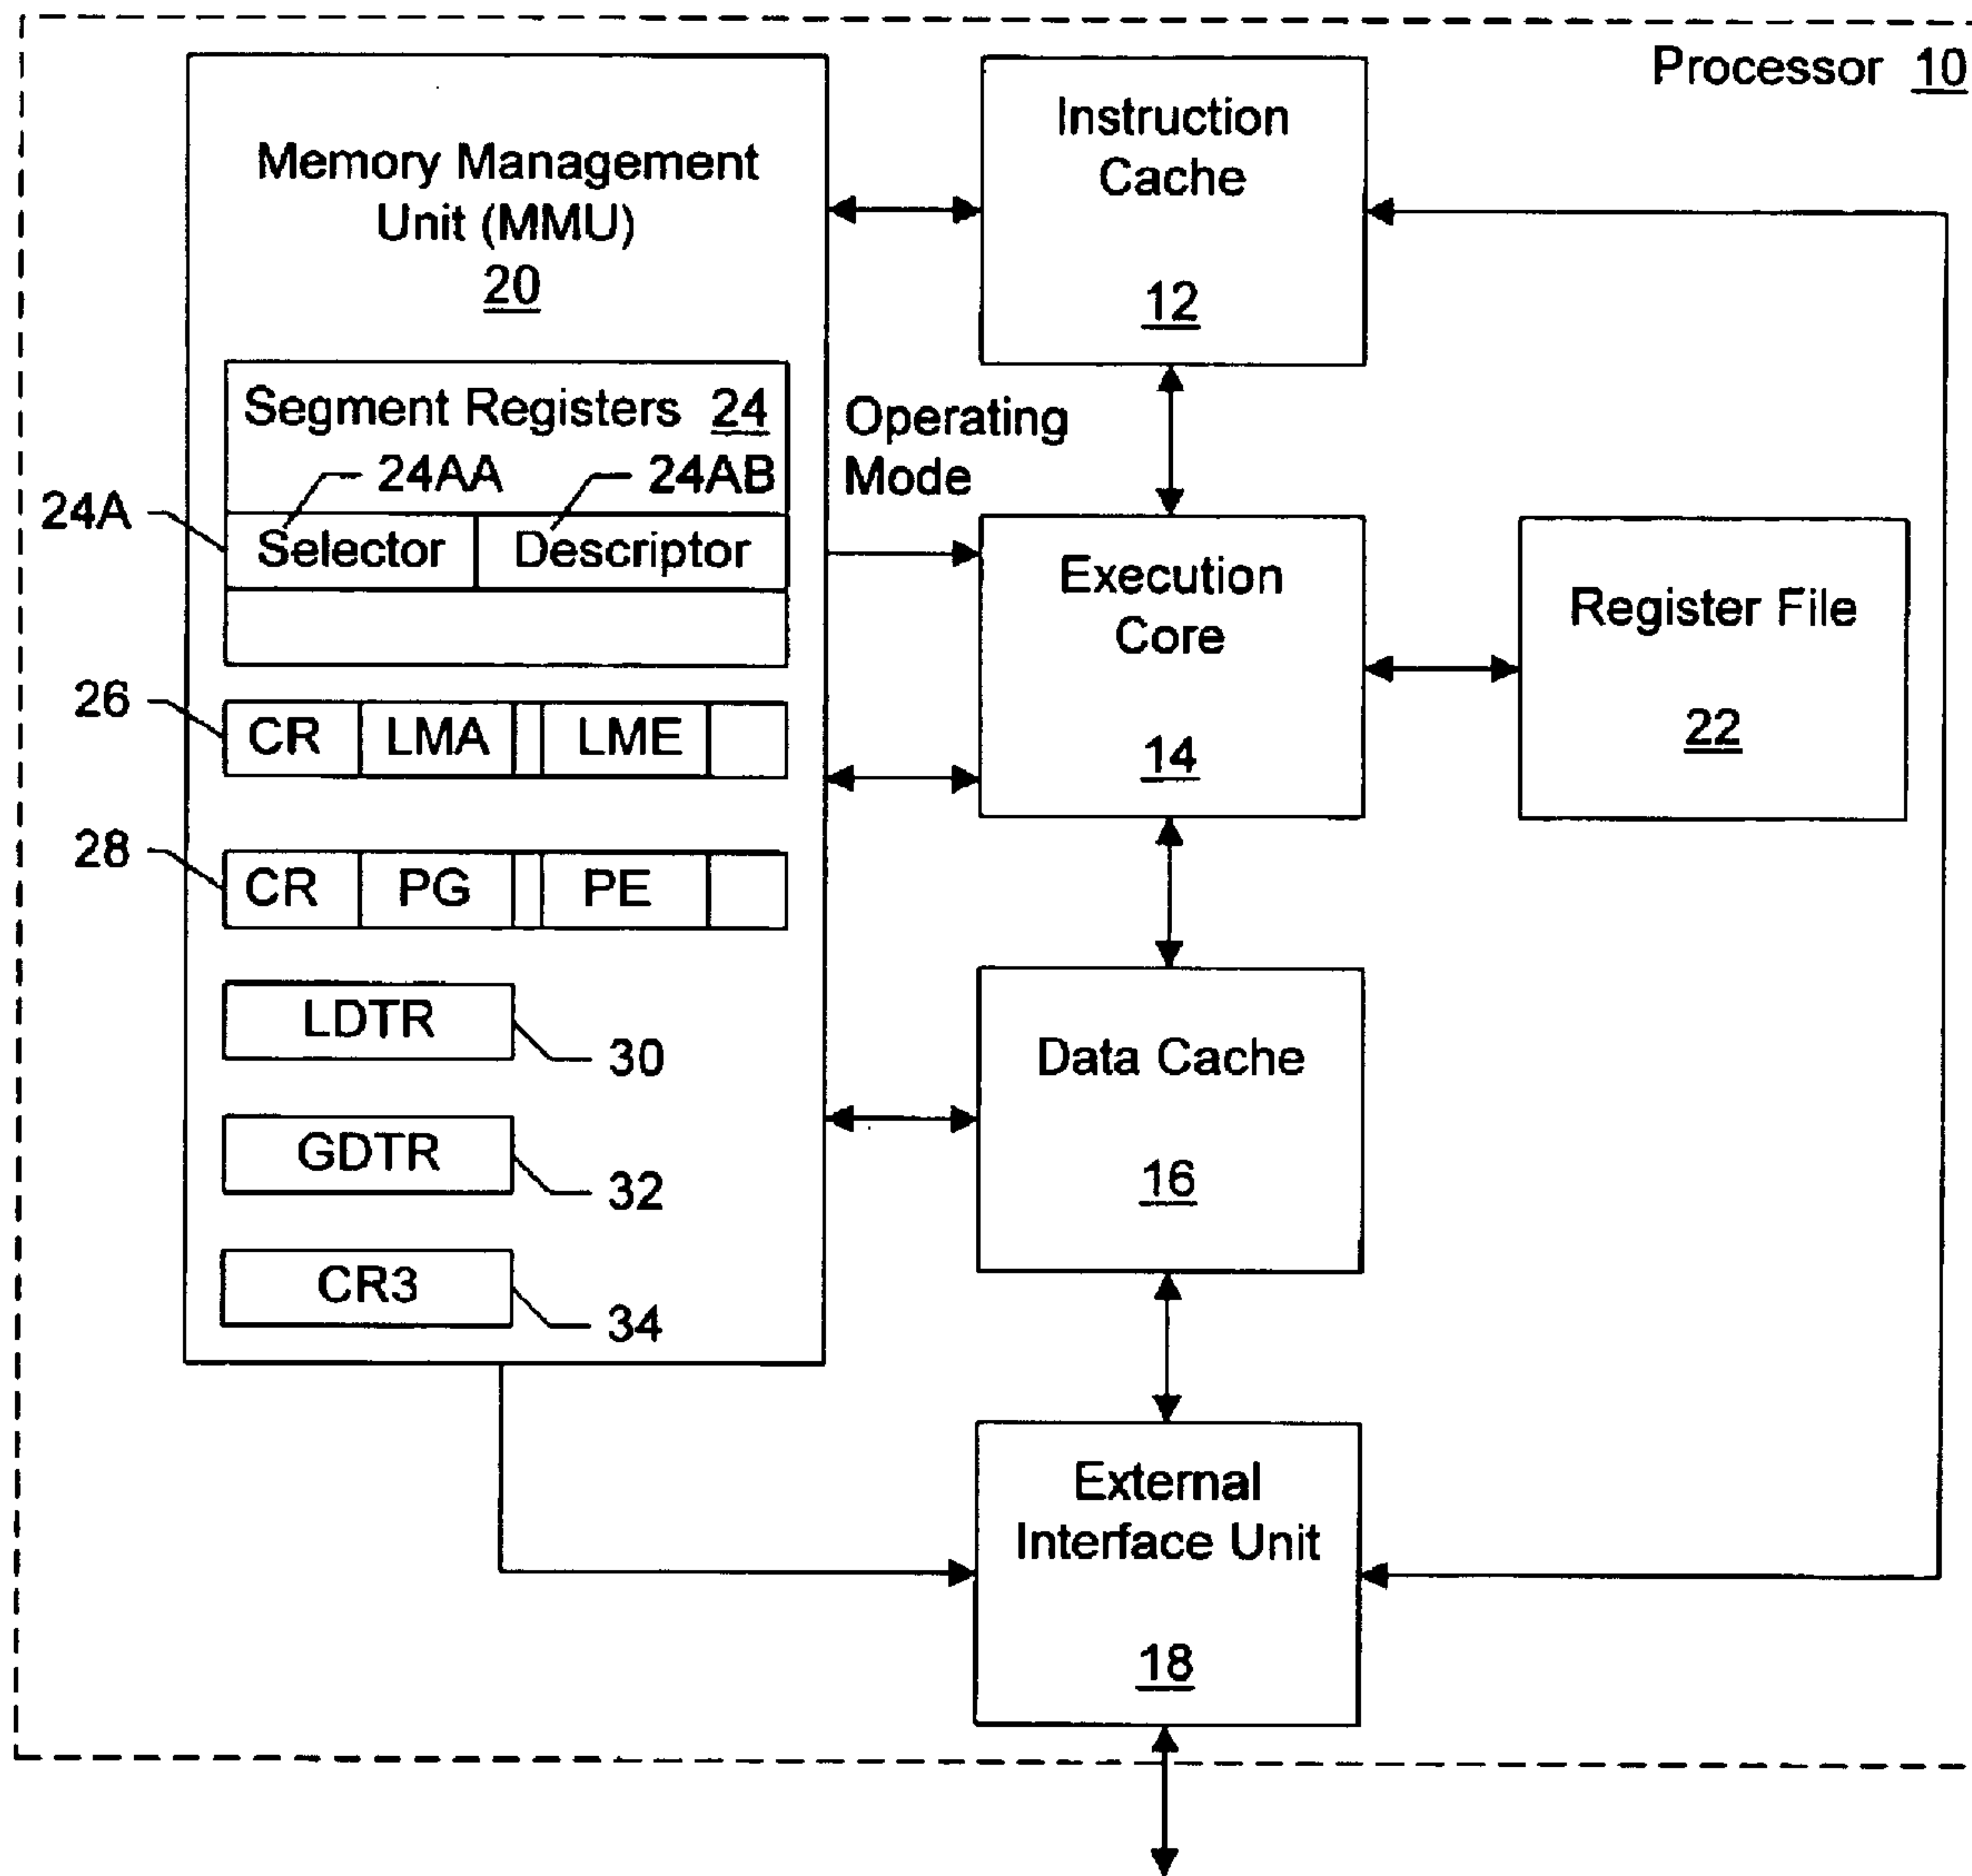 Processor 10
Memory Management
Unit (MMU)
20
Segment Registers 24
24AA
24AB
24A
Selector
Descriptor
26
CR
LMA
LME
28
CR
PG
PE
LDTR
30
GDTR
32
CR3
34
Operating
Mode
Instruction
Cache
12
Execution
Core
14
Register File
22
Data Cache
16
External
Interface Unit
18